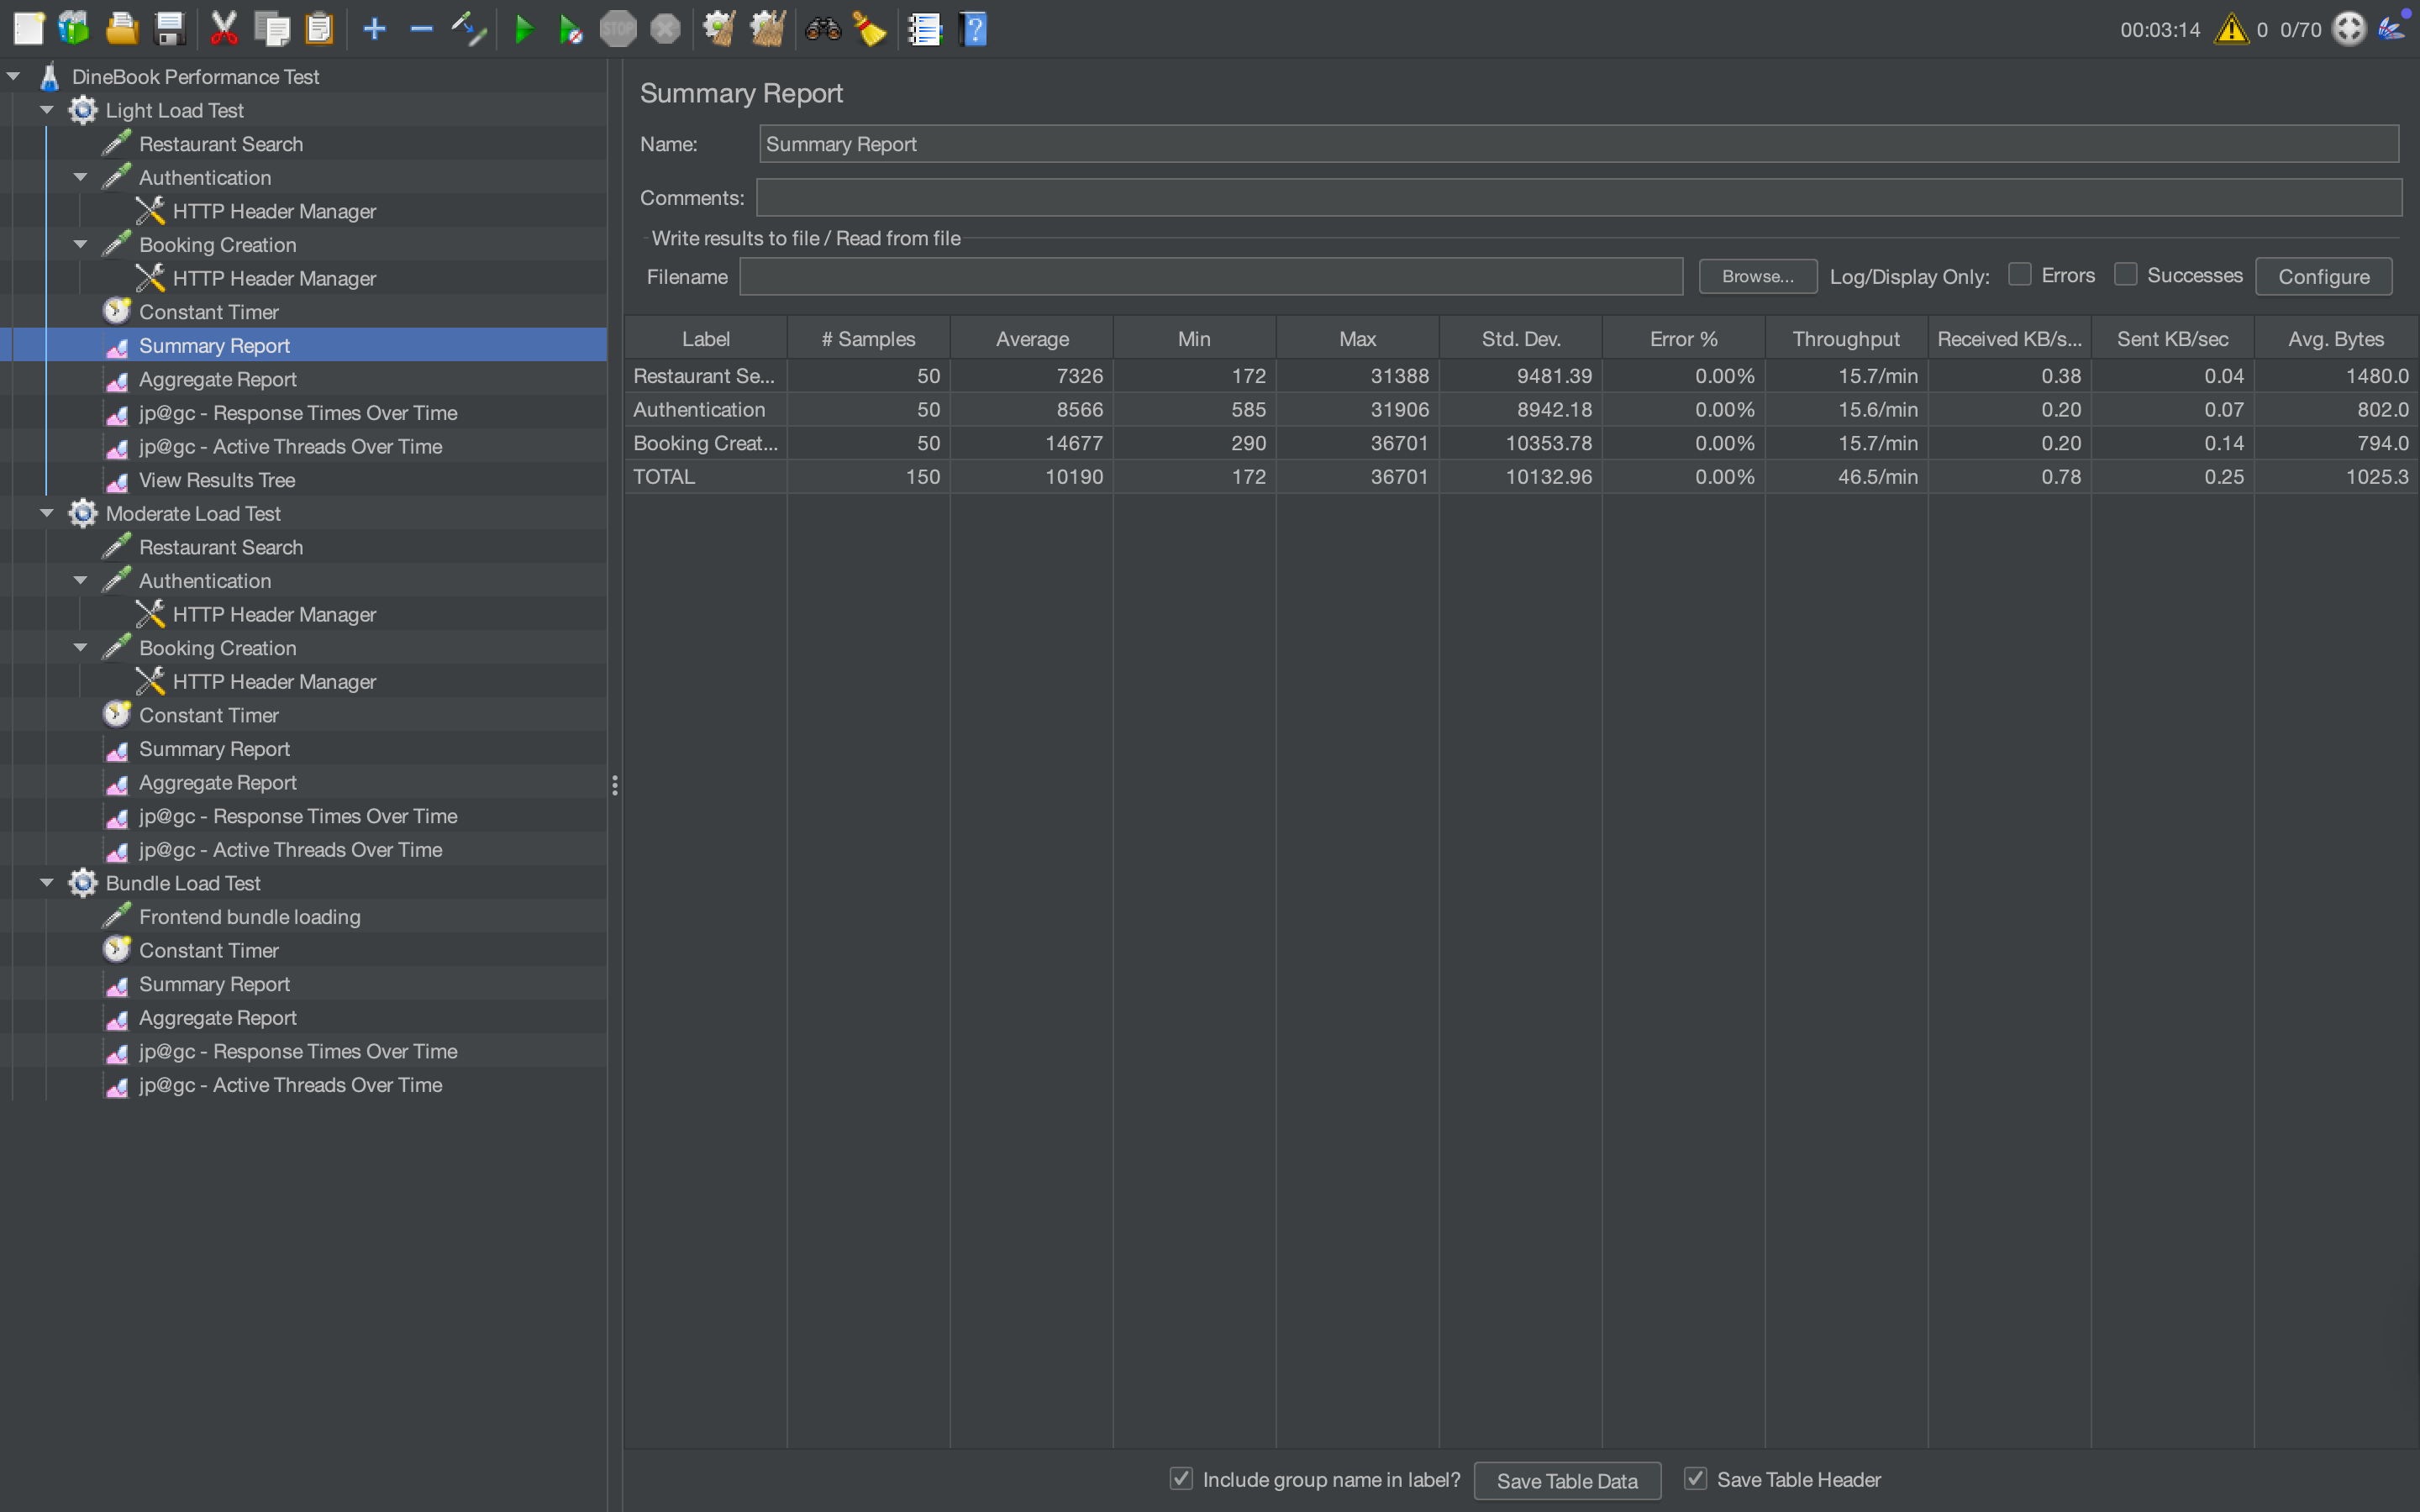 STOP
00:03:14 0 0/70
DineBook Performance Test
Light Load Test
Restaurant Search
Authentication
HTTP Header Manager
Booking Creation
HTTP Header Manager
Constant Timer
Summary Report
Aggregate Report
jp@gc - Response Times Over Time
jp@gc - Active Threads Over Time
View Results Tree
Moderate Load Test
Restaurant Search
Authentication
HTTP Header Manager
Booking Creation
HTTP Header Manager
Constant Timer
Summary Report
Aggregate Report
jp@gc - Response Times Over Time
jp@gc - Active Threads Over Time
Bundle Load Test
Frontend bundle loading
Constant Timer
Summary Report
Aggregate Report
jp@gc - Response Times Over Time
jp@gc - Active Threads Over Time
Summary Report
Name: Summary Report
Comments:
Write results to file / Read from file
Filename Browse... Log/Display Only: Errors Successes Configure
Label # Samples Average Min Max Std. Dev. Error % Throughput Received KB/s... Sent KB/sec Avg. Bytes
Restaurant Se... 50 7326 172 31388 9481.39 0.00% 15.7/min 0.38 0.04 1480.0
Authentication 50 8566 585 31906 8942.18 0.00% 15.6/min 0.20 0.07 802.0
Booking Creat... 50 14677 290 36701 10353.78 0.00% 15.7/min 0.20 0.14 794.0
TOTAL 150 10190 172 36701 10132.96 0.00% 46.5/min 0.78 0.25 1025.3
Include group name in label? Save Table Data Save Table Header